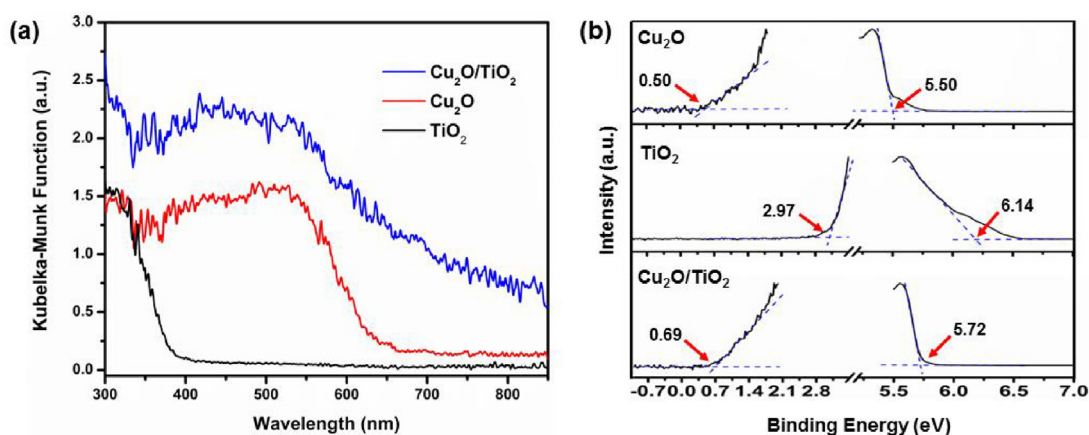 (a)
Kubelka-Munk Function (a.u.)
3.0
2.5
2.0
1.5
1.0
0.5
0.0
Cu₂O/TiO₂
Cu₂O
TiO₂
300 400 500 600 700 800
Wavelength (nm)
(b)
Intensity (a.u.)
Cu₂O
0.50
5.50
TiO₂
2.97
6.14
Cu₂O/TiO₂
0.69
5.72
-0.7 0.0 0.7 1.4 2.1 2.8 5.5 6.0 6.5 7.0
Binding Energy (eV)